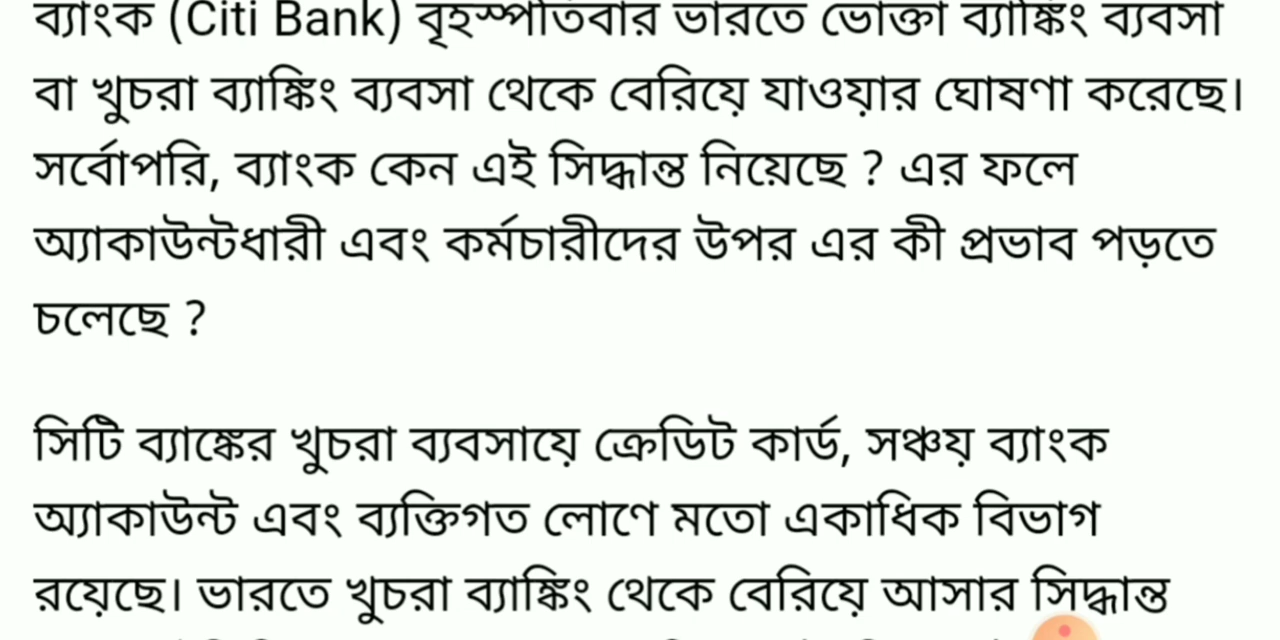 ব্যাংক (Citi Bank) বৃহস্পতিবার ভারতে ভোক্তা ব্যাঙ্কিং ব্যবসা
বা খুচরা ব্যাঙ্কিং ব্যবসা থেকে বেরিয়ে যাওয়ার ঘোষণা করেছে।
সর্বোপরি, ব্যাংক কেন এই সিদ্ধান্ত নিয়েছে ? এর ফলে
অ্যাকাউন্টধারী এবং কর্মচারীদের উপর এর কী প্রভাব পড়তে
চলেছে ?
সিটি ব্যাঙ্কের খুচরা ব্যবসায়ে ক্রেডিট কার্ড, সঞ্চয় ব্যাংক
অ্যাকাউন্ট এবং ব্যক্তিগত লোণে মতো একাধিক বিভাগ
রয়েছে। ভারতে খুচরা ব্যাঙ্কিং থেকে বেরিয়ে আসার সিদ্ধান্ত